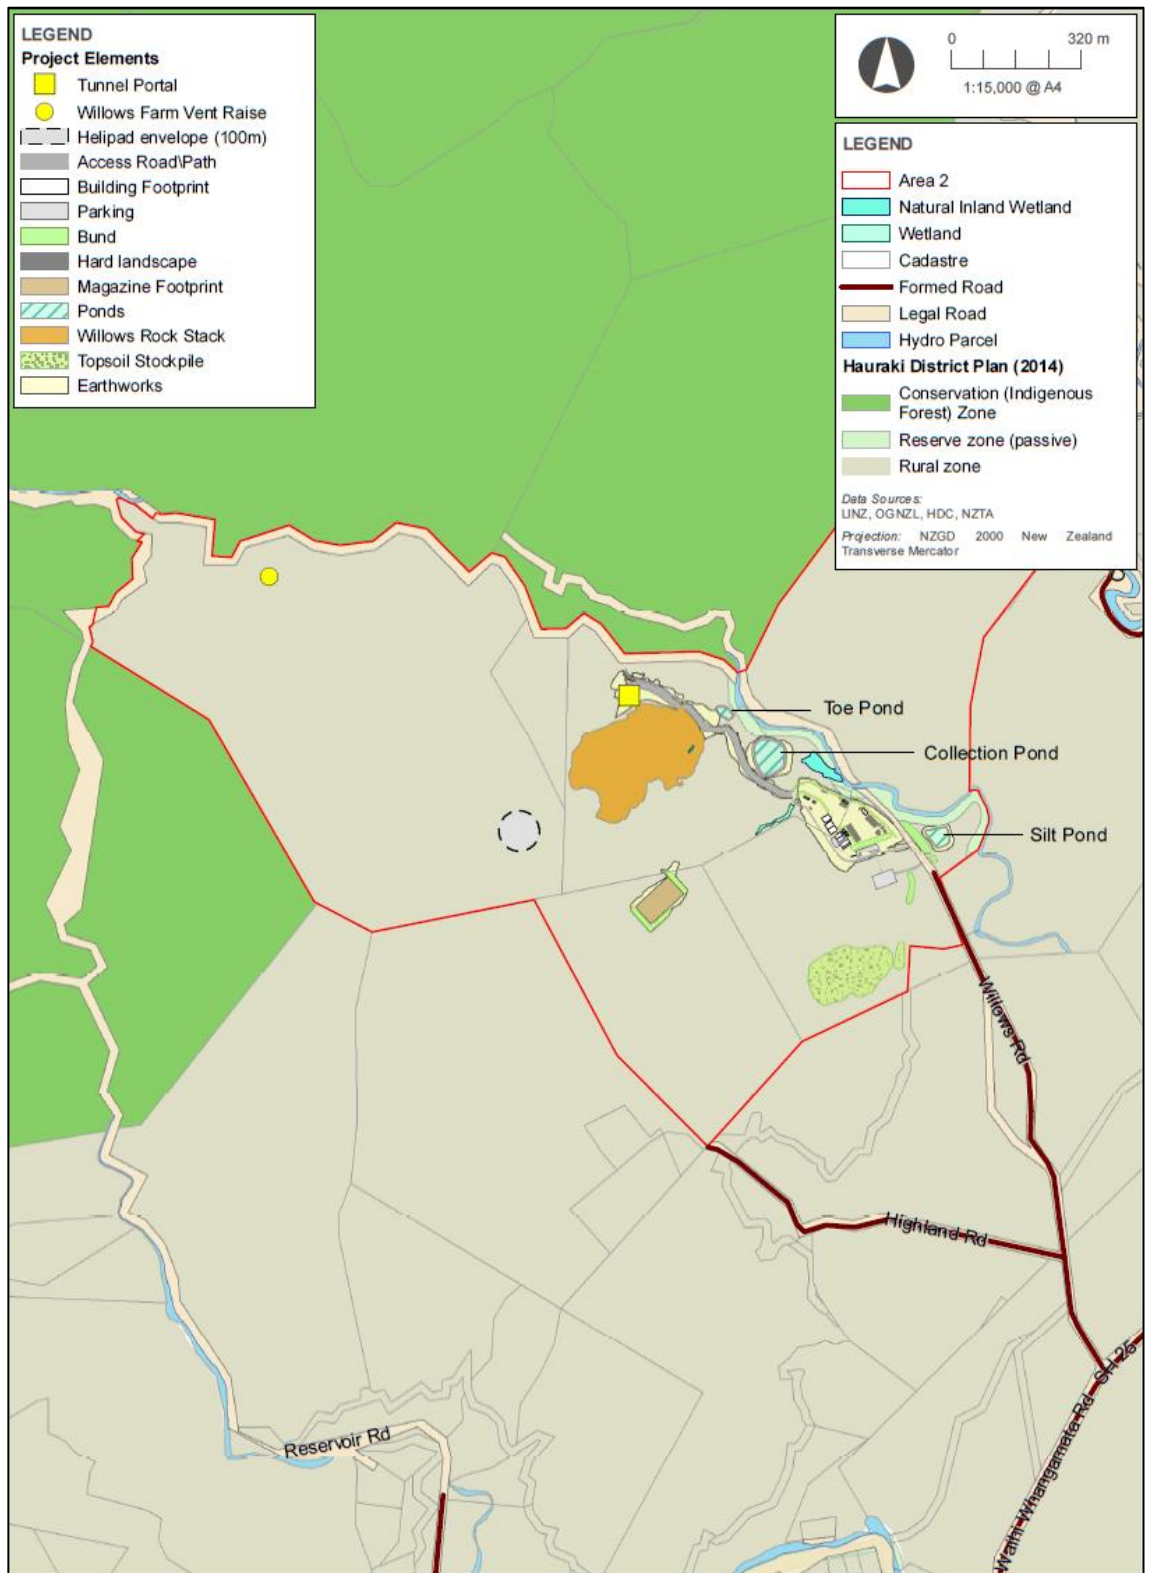 LEGEND
Project Elements
Tunnel Portal
Willows Farm Vent Raise
Helipad envelope (100m)
Access Road\Path
Building Footprint
Parking
Bund
Hard landscape
Magazine Footprint
Ponds
Willows Rock Stack
Topsoil Stockpile
Earthworks
0 320 m
1:15,000 @ A4
LEGEND
Area 2
Natural Inland Wetland
Wetland
Cadastre
Formed Road
Legal Road
Hydro Parcel
Hauraki District Plan (2014)
Conservation (Indigenous
Forest) Zone
Reserve zone (passive)
Rural zone
Data Sources:
LINZ, OGNZL, HDC, NZTA
Projection: NZGD 2000 New Zealand
Transverse Mercator
Toe Pond
Collection Pond
Silt Pond
Willows Rd
Highland Rd
Reservoir Rd
Waihi Whangamata Rd SH 25